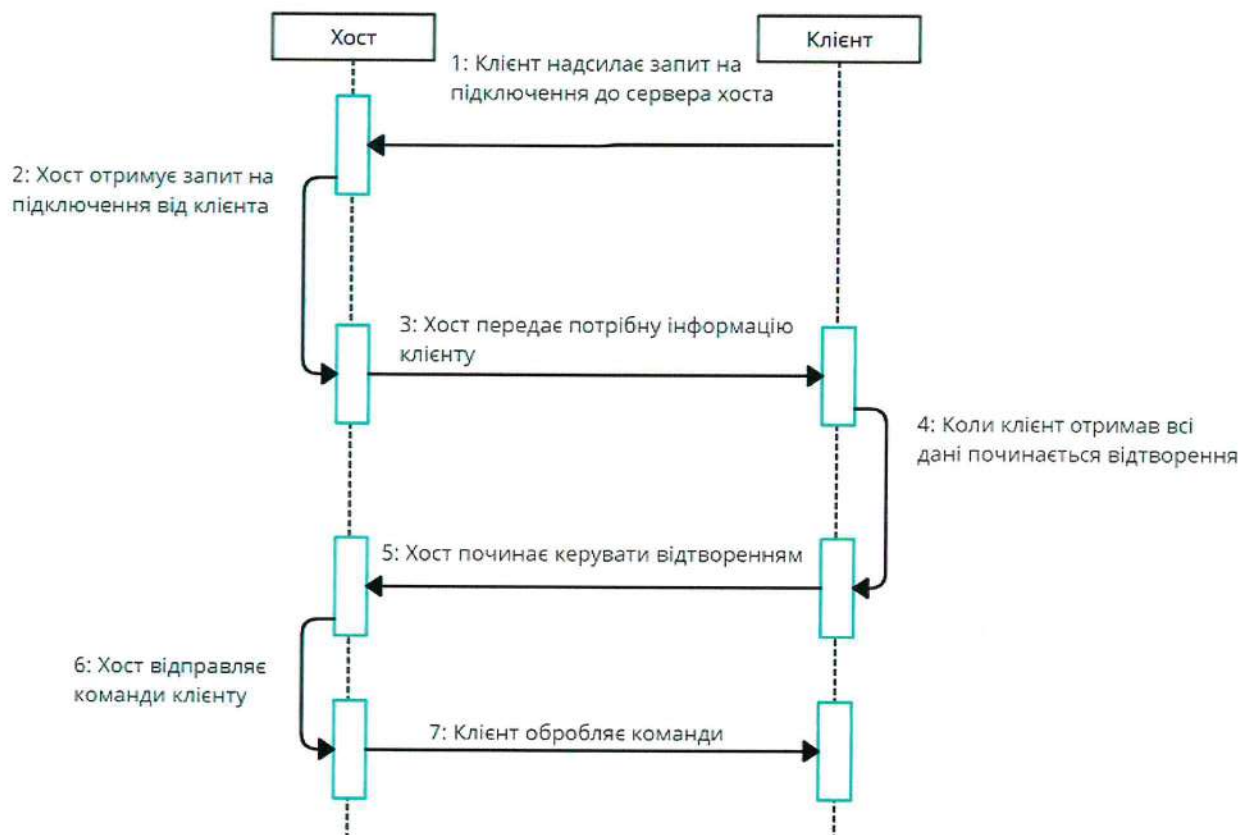 Хост
Клієнт
1: Клієнт надсилає запит на
підключення до сервера хоста
2: Хост отримує запит на
підключення від клієнта
3: Хост передає потрібну інформацію
клієнту
4: Коли клієнт отримав всі
дані починається відтворення
5: Хост починає керувати відтворенням
6: Хост відправляє
команди клієнту
7: Клієнт обробляє команди